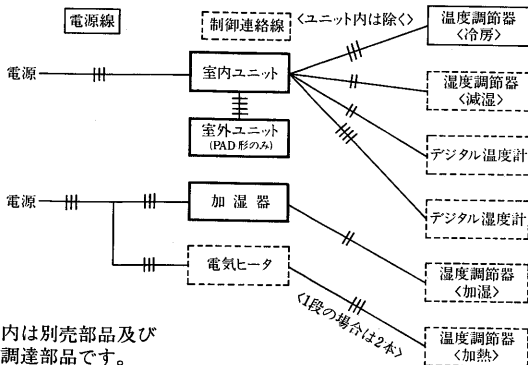 電源線
制御連絡線
〈ユニット内は除く〉
温度調節器
〈冷房〉
電源
室内ユニット
湿度調節器
〈減湿〉
室外ユニット
(PAD形のみ)
デジタル温度計
電源
加湿器
デジタル湿度計
電気ヒータ
湿度調節器
〈加湿〉
〈1段の場合は2本〉
温度調節器
〈加熱〉
内は別売部品及び
調達部品です。